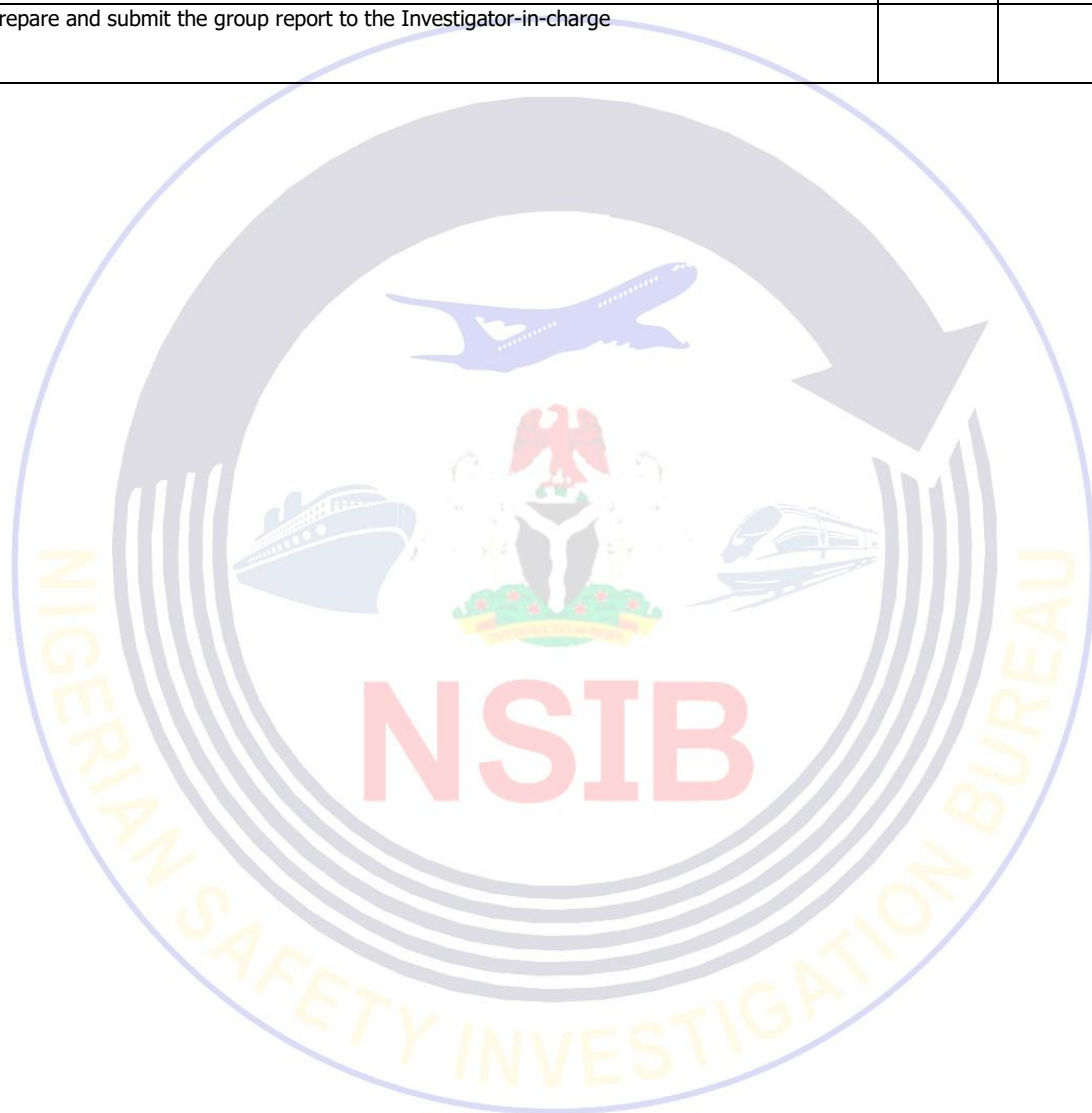 repare and submit the group report to the Investigator-in-charge
NSIB
NIGERIAN SAFETY INVESTIGATION BUREAU